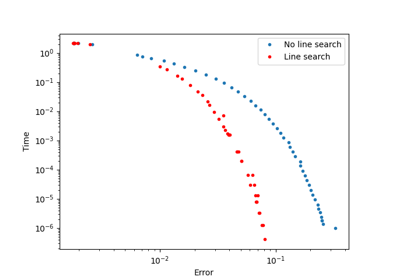 No line search
Line search
10⁰
10⁻¹
10⁻²
10⁻³
10⁻⁴
10⁻⁵
10⁻⁶
Time
10⁻²
10⁻¹
Error